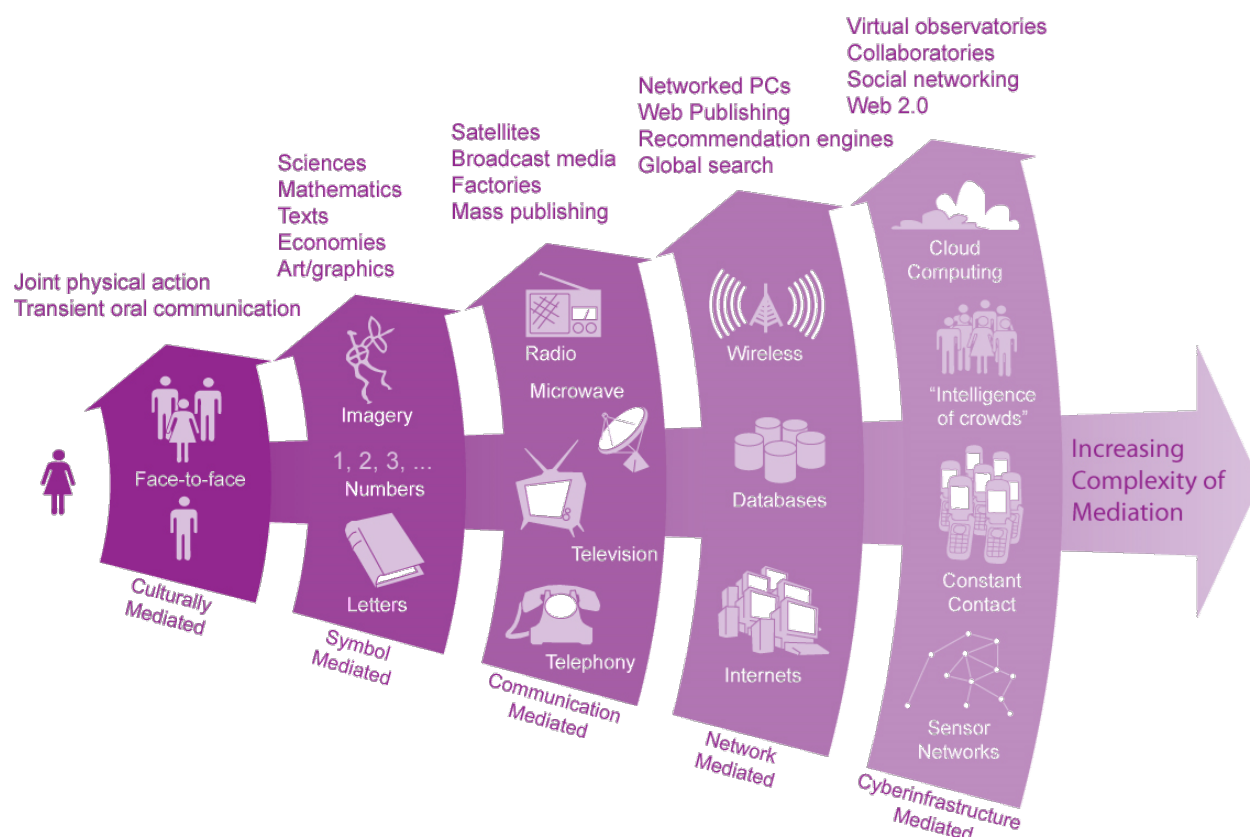 Joint physical action
Transient oral communication
Face-to-face
Culturally
Mediated
Sciences
Mathematics
Texts
Economies
Art/graphics
Imagery
1, 2, 3, ...
Numbers
Letters
Symbol
Mediated
Satellites
Broadcast media
Factories
Mass publishing
Radio
Microwave
Television
Telephony
Communication
Mediated
Networked PCs
Web Publishing
Recommendation engines
Global search
Wireless
Databases
Internets
Network
Mediated
Virtual observatories
Collaboratories
Social networking
Web 2.0
Cloud
Computing
“Intelligence
of crowds”
Constant
Contact
Sensor
Networks
Cyberinfrastructure
Mediated
Increasing
Complexity of
Mediation